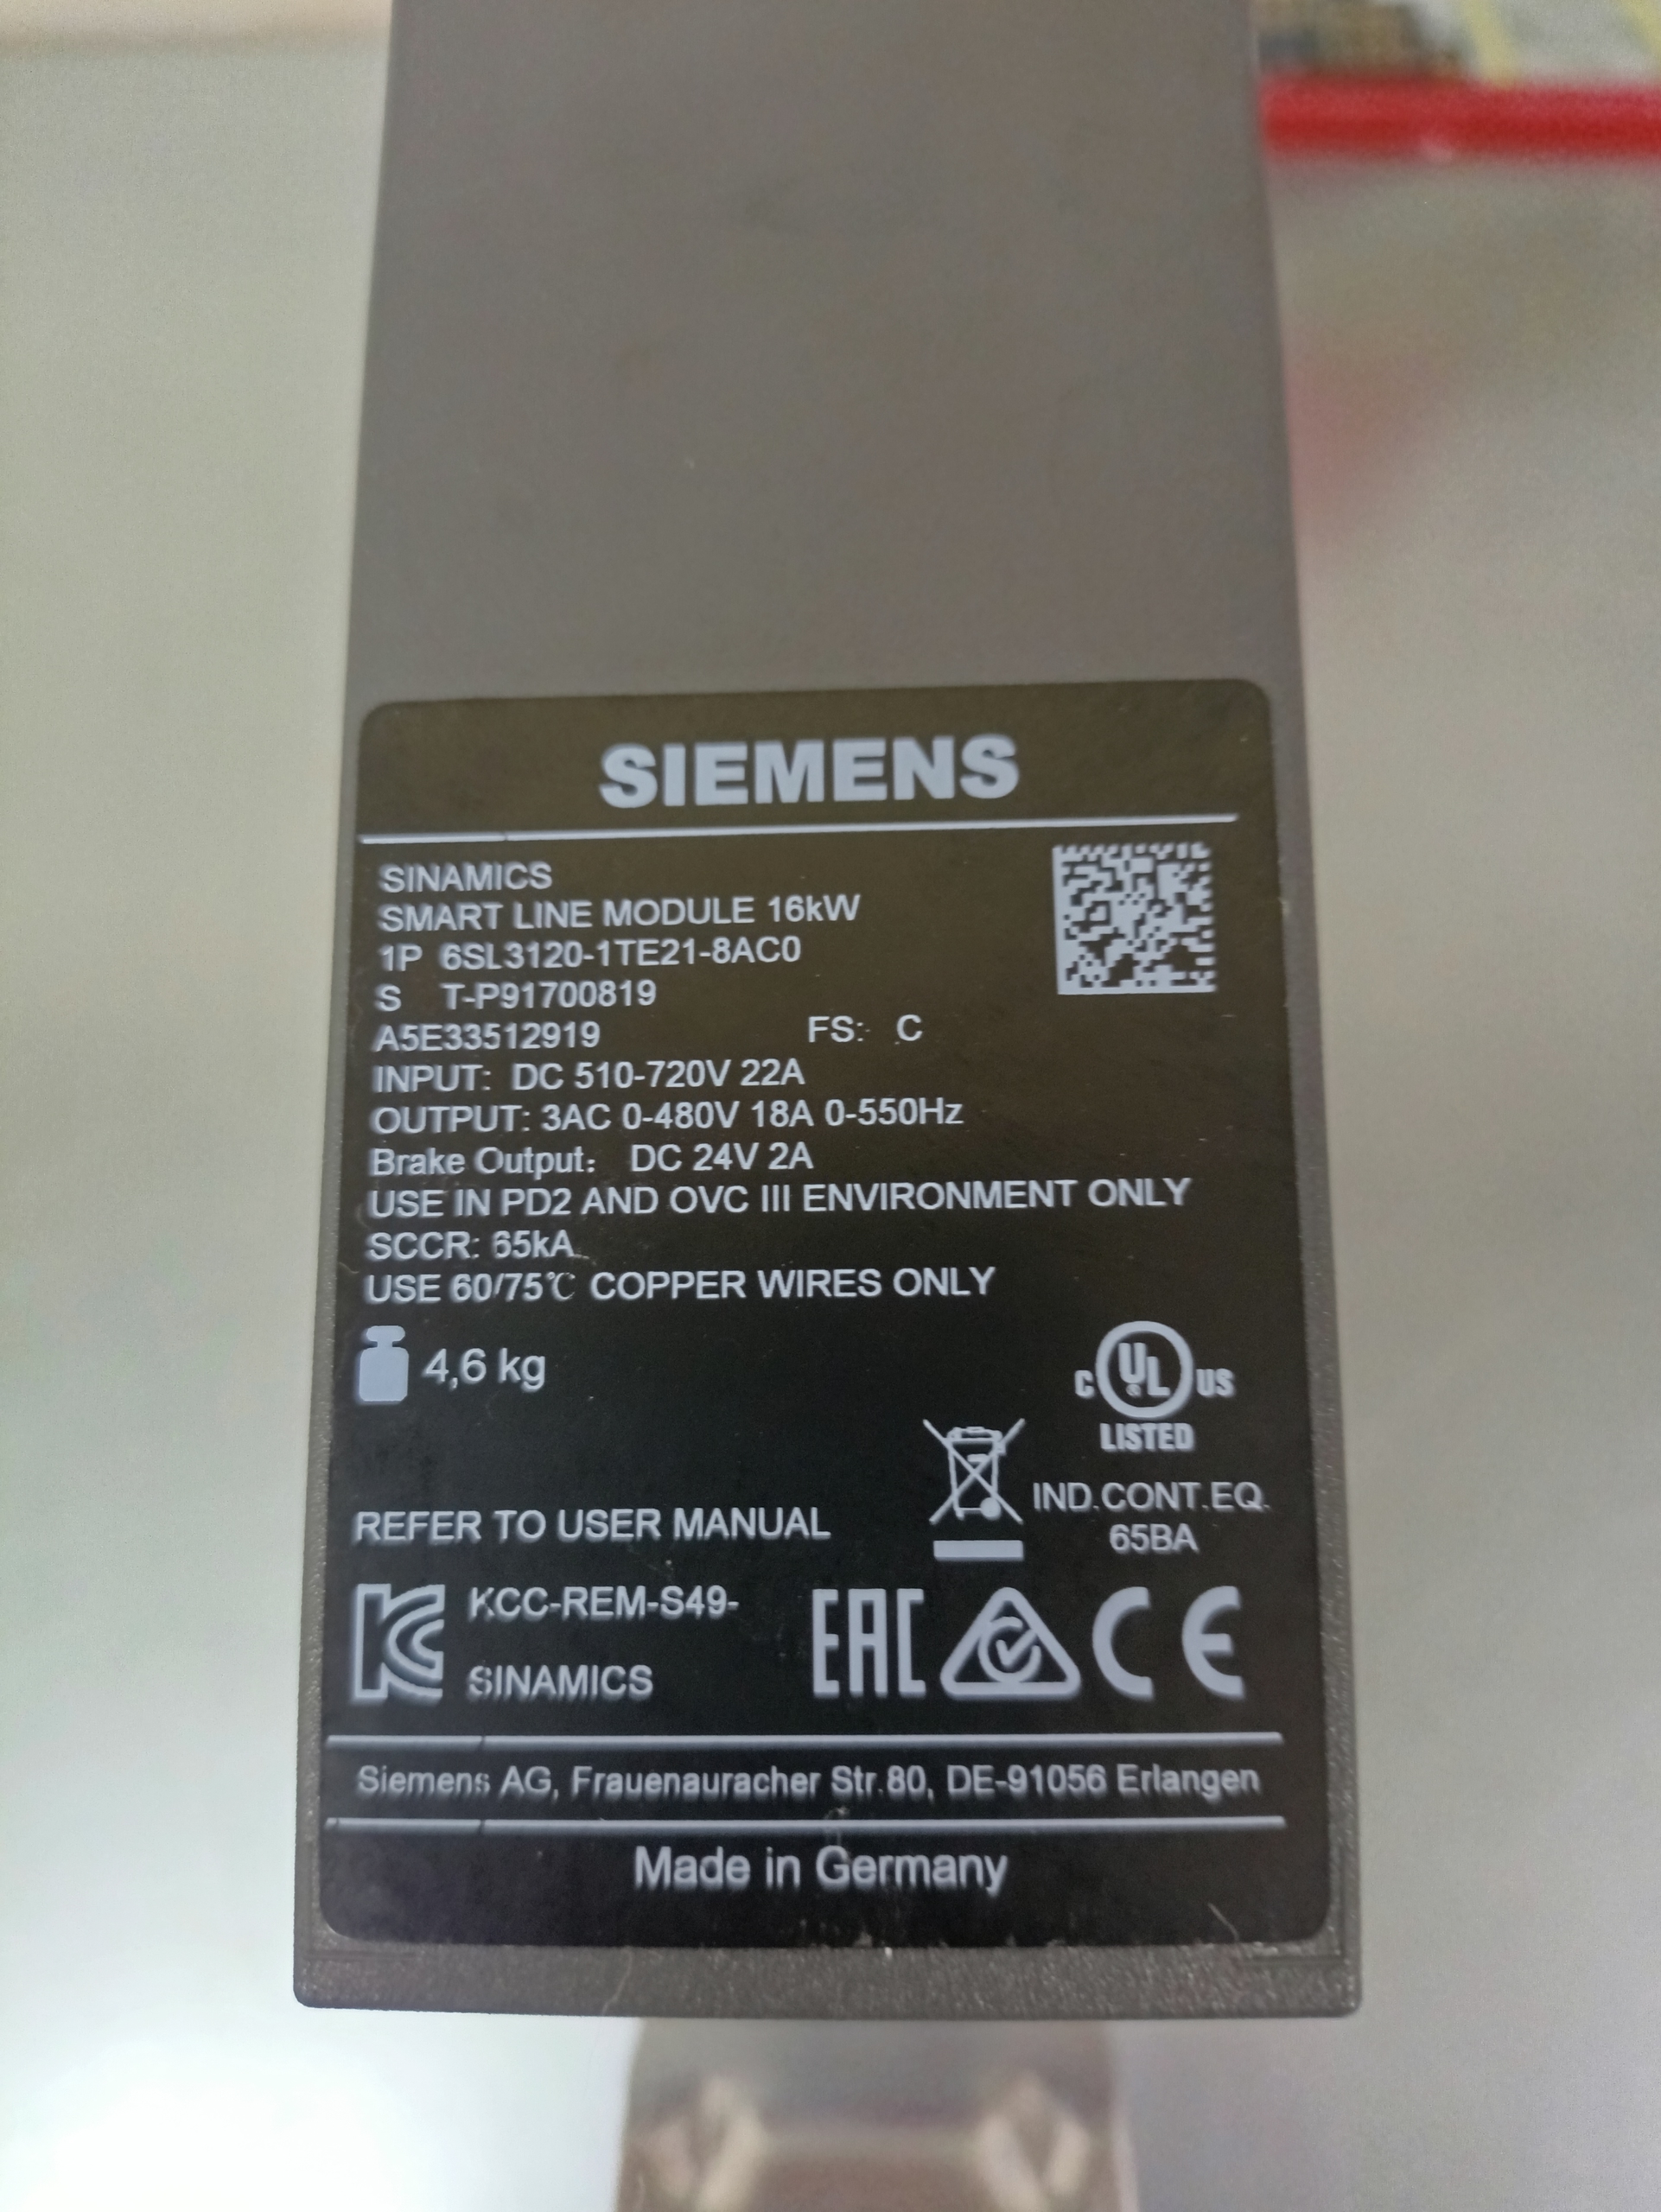 SIEMENS
SINAMICS
SMART LINE MODULE 16kW
1P 6SL3120-1TE21-8AC0
S T-P91700819
A5E33512919 FS: C
INPUT: DC 510-720V 22A
OUTPUT: 3AC 0-480V 18A 0-550Hz
Brake Output: DC 24V 2A
USE IN PD2 AND OVC III ENVIRONMENT ONLY
SCCR: 65kA
USE 60/75℃ COPPER WIRES ONLY
4,6 kg
C UL US
LISTED
IND.CONT.EQ.
65BA
REFER TO USER MANUAL
KC KCC-REM-S49-
SINAMICS
EAC CE
Siemens AG, Frauenauracher Str.80, DE-91056 Erlangen
Made in Germany